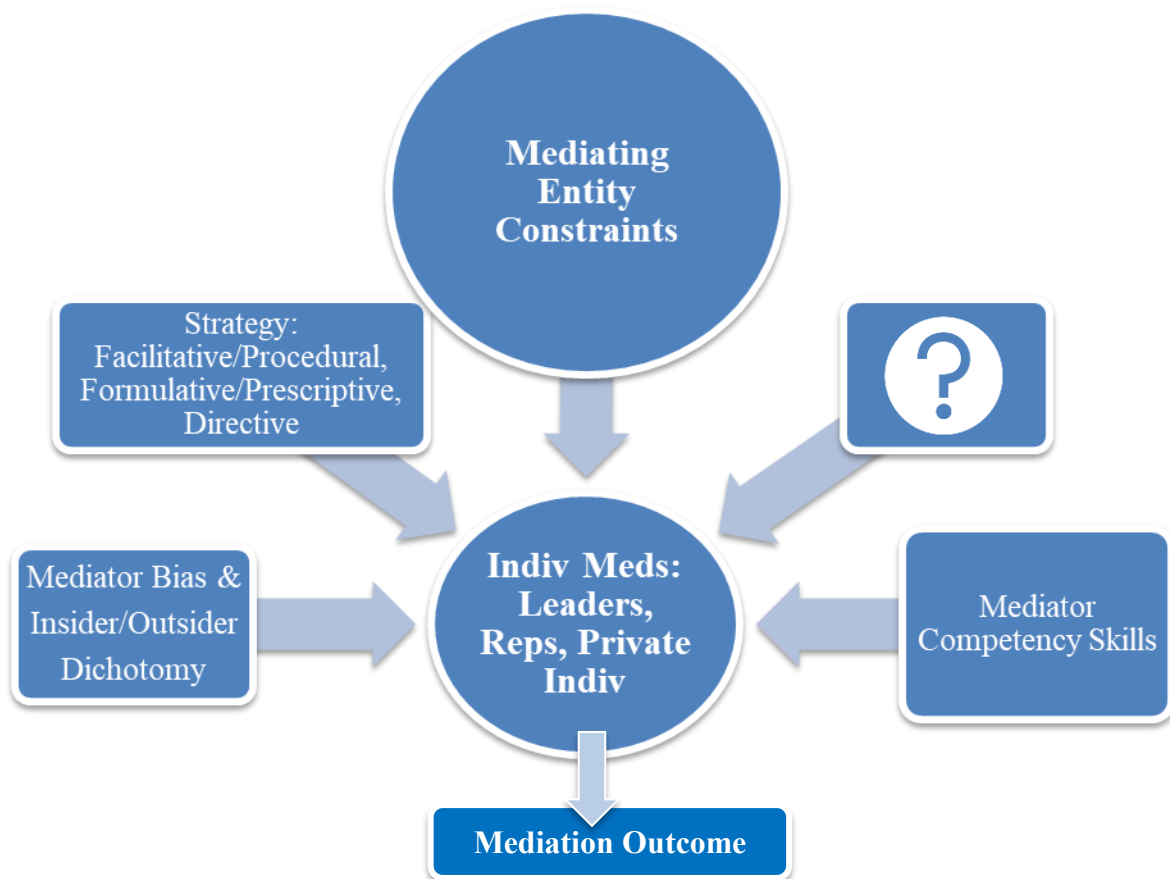 Mediating
Entity
Constraints
Strategy:
Facilitative/Procedural,
Formulative/Prescriptive,
Directive
?
Mediator Bias &
Insider/Outsider
Dichotomy
Indiv Meds:
Leaders,
Reps, Private
Indiv
Mediator
Competency Skills
Mediation Outcome